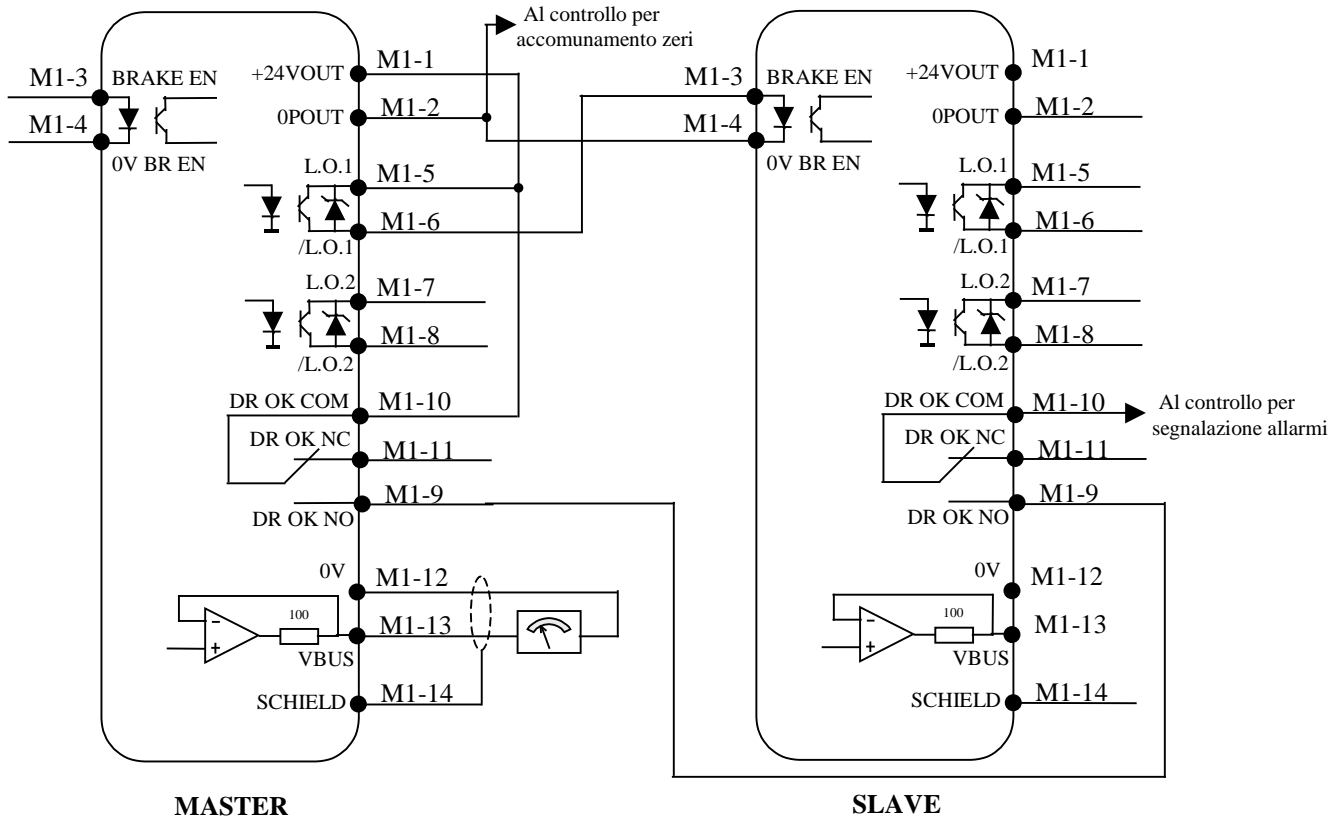 Al controllo per
accomunamento zeri
M1-3
BRAKE EN
M1-4
0V BR EN
+24VOUT
M1-1
0POUT
M1-2
L.O.1
M1-5
M1-6
/L.O.1
L.O.2
M1-7
M1-8
/L.O.2
DR OK COM
M1-10
DR OK NC
M1-11
M1-9
DR OK NO
0V
M1-12
100
M1-13
VBUS
SCHIELD
M1-14
MASTER
M1-3
BRAKE EN
M1-4
0V BR EN
+24VOUT
M1-1
0POUT
M1-2
L.O.1
M1-5
M1-6
/L.O.1
L.O.2
M1-7
M1-8
/L.O.2
DR OK COM
M1-10
Al controllo per
segnalazione allarmi
DR OK NC
M1-11
M1-9
DR OK NO
0V
M1-12
100
M1-13
VBUS
SCHIELD
M1-14
SLAVE